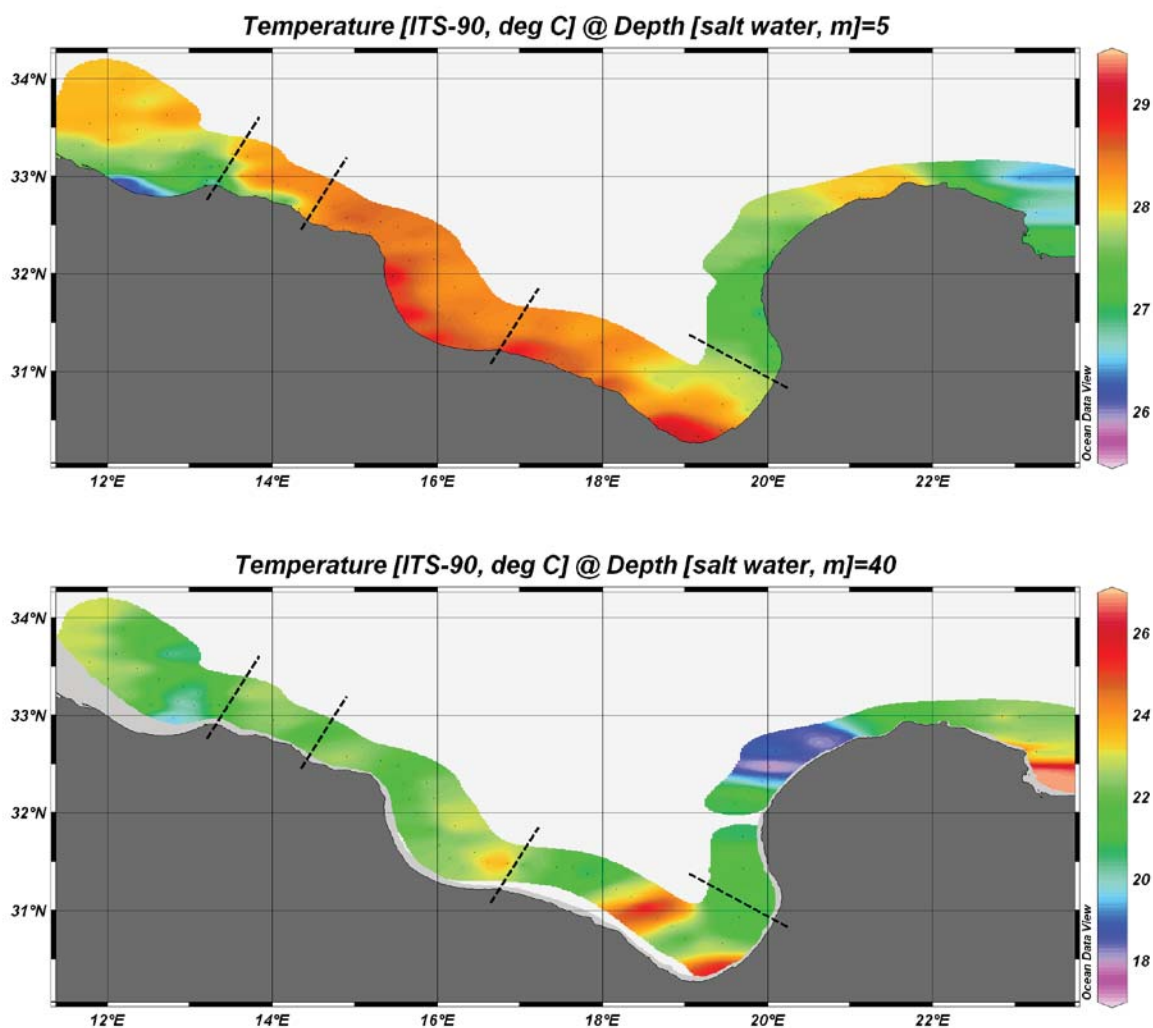 Temperature [ITS-90, deg C] @ Depth [salt water, m]=5
34°N
33°N
32°N
31°N
12°E
14°E
16°E
18°E
20°E
22°E
Ocean Data View
29
28
27
26
Temperature [ITS-90, deg C] @ Depth [salt water, m]=40
34°N
33°N
32°N
31°N
12°E
14°E
16°E
18°E
20°E
22°E
Ocean Data View
26
24
22
20
18